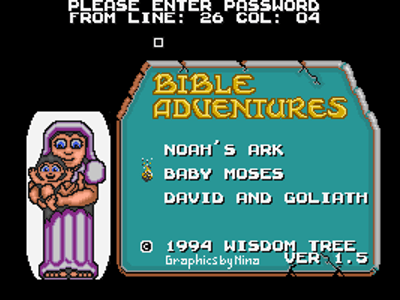 PLEASE ENTER PASSWORD
FROM LINE: 26 COL: 04
BIBLE
ADVENTURES
NOAH'S ARK
BABY MOSES
DAVID AND GOLIATH
© 1994 WISDOM TREE
Graphics by Nina VER 1.5